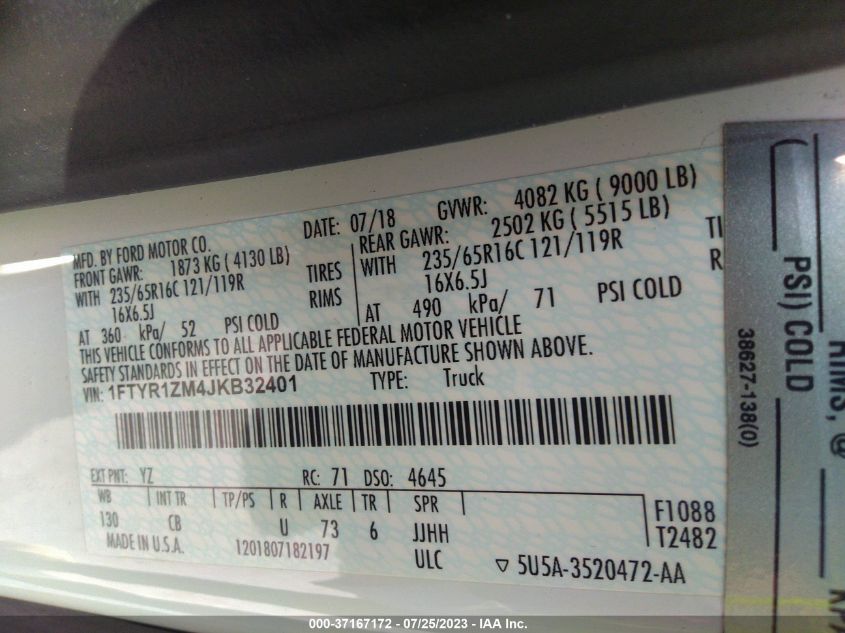 MFD. BY FORD MOTOR CO. DATE: 07/18 GVWR: 4082 KG ( 9000 LB)
FRONT GAWR: 1873 KG ( 4130 LB) REAR GAWR: 2502 KG ( 5515 LB)
WITH 235/65R16C 121/119R TIRES WITH 235/65R16C 121/119R TI
16X6.5J RIMS 16X6.5J R
AT 360 kPa/ 52 PSI COLD AT 490 kPa/ 71 PSI COLD
THIS VEHICLE CONFORMS TO ALL APPLICABLE FEDERAL MOTOR VEHICLE
SAFETY STANDARDS IN EFFECT ON THE DATE OF MANUFACTURE SHOWN ABOVE.
VIN: 1FTYR1ZM4JKB32401 TYPE: Truck
EXT PNT: YZ RC: 71 DSO: 4645
WB INT TR TP/PS R AXLE TR SPR
130 CB U 73 6 JJHH
F1088
T2482
MADE IN U.S.A. 1201807182197 ULC
5U5A-3520472-AA
PSI) COLD
RIMS, @
38627-138(0)
000-37167172 - 07/25/2023 - IAA Inc.